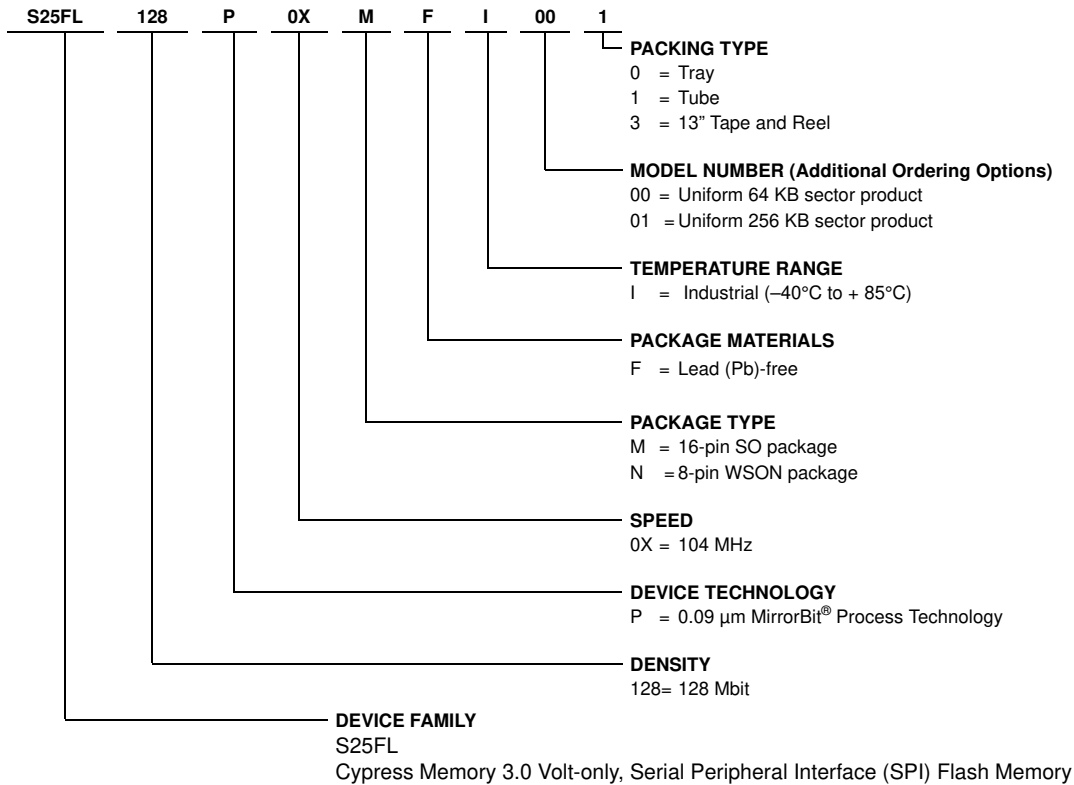 S25FL 128 P 0X M F I 00 1
PACKING TYPE
0 = Tray
1 = Tube
3 = 13” Tape and Reel
MODEL NUMBER (Additional Ordering Options)
00 = Uniform 64 KB sector product
01 = Uniform 256 KB sector product
TEMPERATURE RANGE
I = Industrial (–40°C to + 85°C)
PACKAGE MATERIALS
F = Lead (Pb)-free
PACKAGE TYPE
M = 16-pin SO package
N = 8-pin WSON package
SPEED
0X = 104 MHz
DEVICE TECHNOLOGY
P = 0.09 µm MirrorBit® Process Technology
DENSITY
128= 128 Mbit
DEVICE FAMILY
S25FL
Cypress Memory 3.0 Volt-only, Serial Peripheral Interface (SPI) Flash Memory